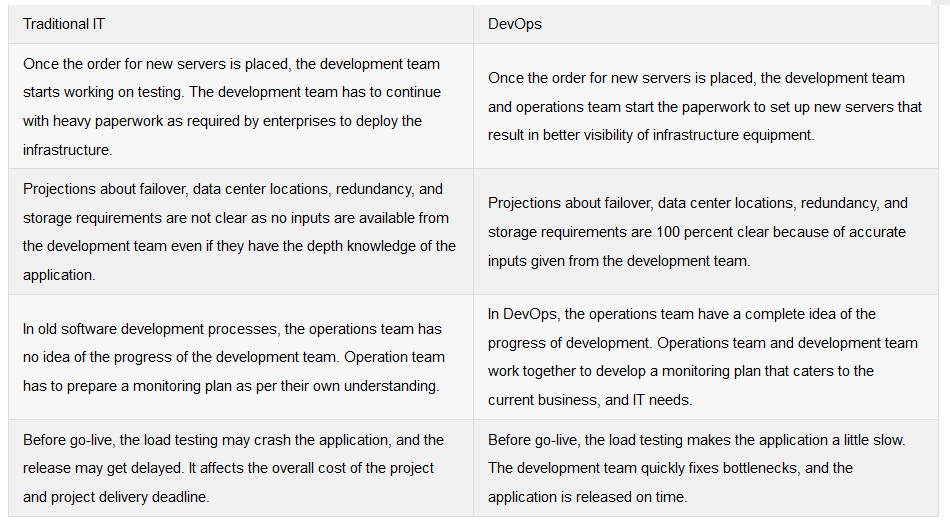 Traditional IT
DevOps
Once the order for new servers is placed, the development team
starts working on testing. The development team has to continue
with heavy paperwork as required by enterprises to deploy the
infrastructure.
Once the order for new servers is placed, the development team
and operations team start the paperwork to set up new servers that
result in better visibility of infrastructure equipment.
Projections about failover, data center locations, redundancy, and
storage requirements are not clear as no inputs are available from
the development team even if they have the depth knowledge of the
application.
Projections about failover, data center locations, redundancy, and
storage requirements are 100 percent clear because of accurate
inputs given from the development team.
In old software development processes, the operations team has
no idea of the progress of the development team. Operation team
has to prepare a monitoring plan as per their own understanding.
In DevOps, the operations team have a complete idea of the
progress of development. Operations team and development team
work together to develop a monitoring plan that caters to the
current business, and IT needs.
Before go-live, the load testing may crash the application, and the
release may get delayed. It affects the overall cost of the project
and project delivery deadline.
Before go-live, the load testing makes the application a little slow.
The development team quickly fixes bottlenecks, and the
application is released on time.